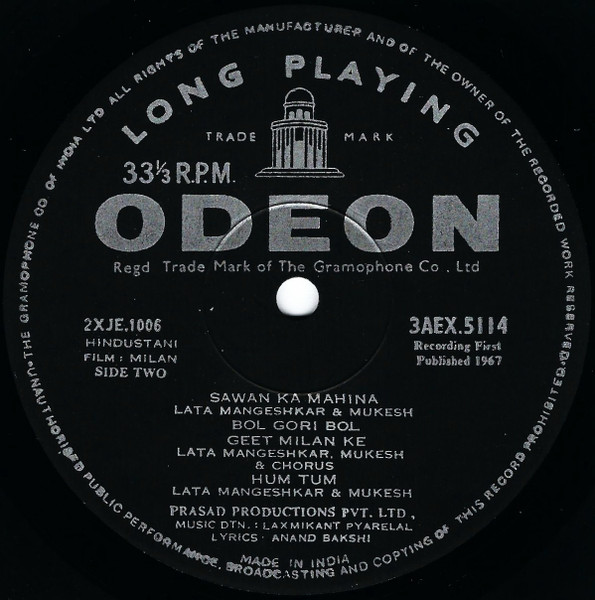 THE GRAMOPHONE CO OF INDIA LTD ALL RIGHTS OF THE MANUFACTURER AND OF THE OWNER OF THE RECORDED WORK RESERVED
UNAUTHORISED PUBLIC PERFORMANCE, BROADCASTING AND COPYING OF THIS RECORD PROHIBITED
LONG PLAYING
TRADE MARK
33⅓ R.P.M.
ODEON
Regd Trade Mark of The Gramophone Co. Ltd
2XJE.1006
HINDUSTANI
FILM : MILAN
SIDE TWO
3AEX.5114
Recording First
Published 1967
SAWAN KA MAHINA
LATA MANGESHKAR & MUKESH
BOL GORI BOL
GEET MILAN KE
LATA MANGESHKAR, MUKESH
& CHORUS
HUM TUM
LATA MANGESHKAR & MUKESH
PRASAD PRODUCTIONS PVT. LTD.,
MUSIC DTN. : LAXMIKANT PYARELAL
LYRICS - ANAND BAKSHI
MADE IN INDIA